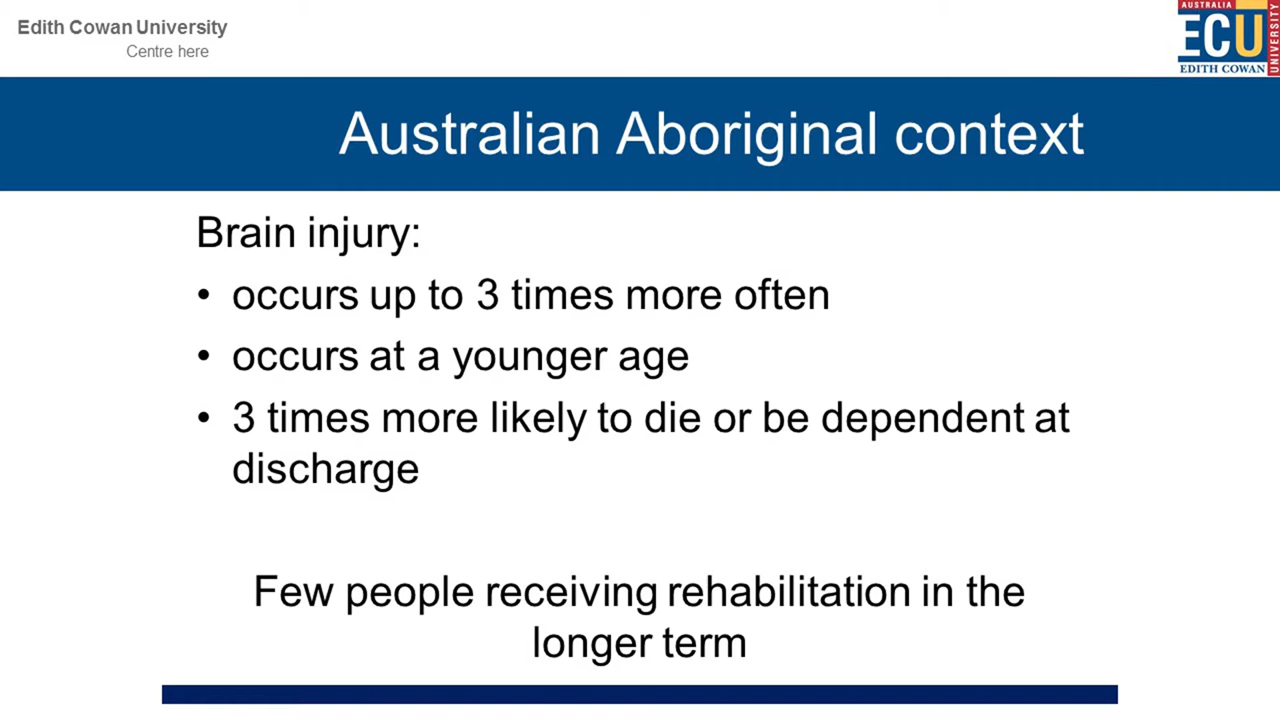 Edith Cowan University
Centre here
AUSTRALIA
ECU
EDITH COWAN
UNIVERSITY
Australian Aboriginal context
Brain injury:
• occurs up to 3 times more often
• occurs at a younger age
• 3 times more likely to die or be dependent at
discharge
Few people receiving rehabilitation in the
longer term